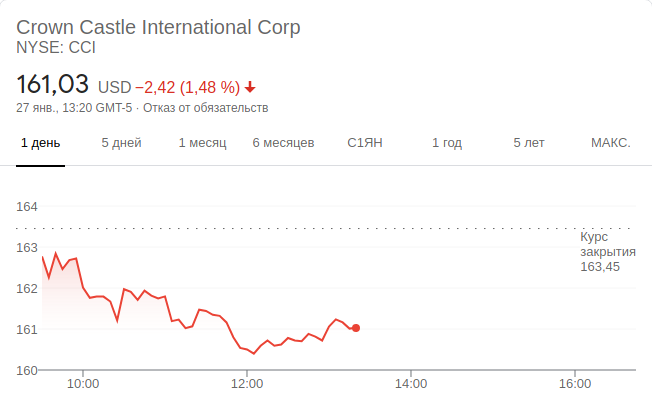 Crown Castle International Corp
NYSE: CCI
161,03 USD −2,42 (1,48 %)
27 янв., 13:20 GMT-5 · Отказ от обязательств
1 день 5 дней 1 месяц 6 месяцев С1ЯН 1 год 5 лет МАКС.
164
Курс
закрытия
163,45
163
162
161
160
10:00 12:00 14:00 16:00